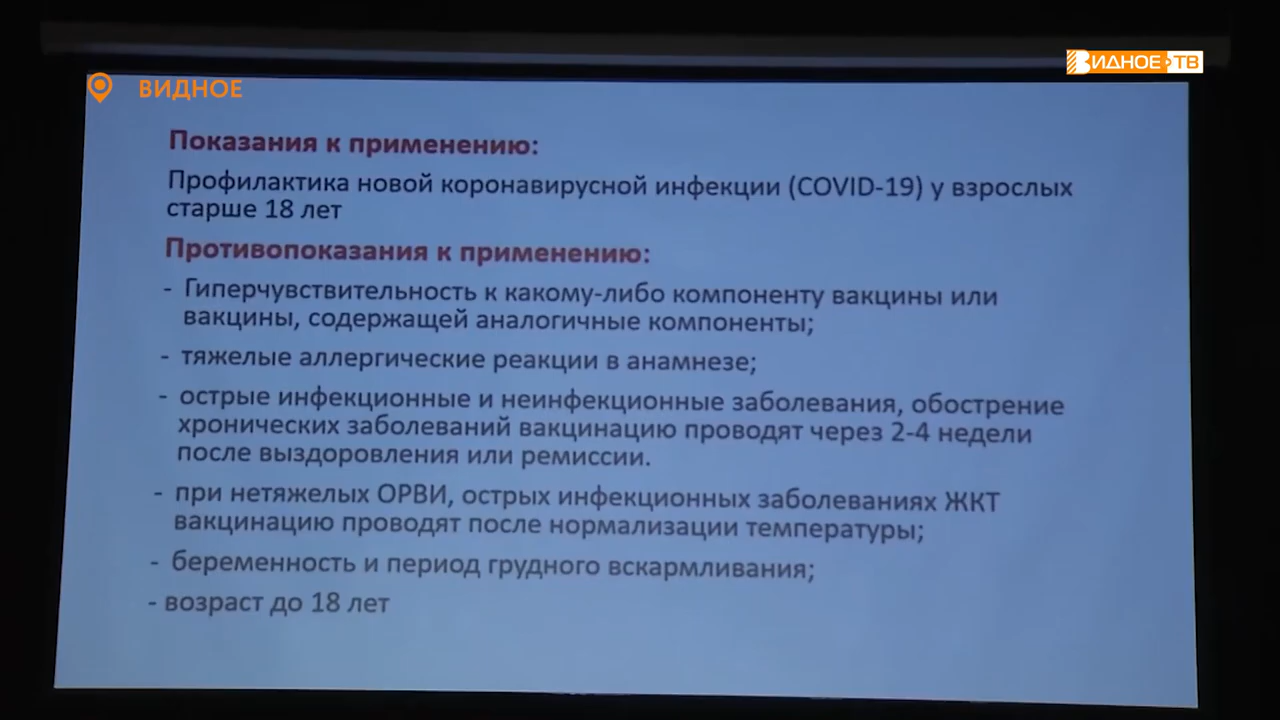 ВИДНОЕ ТВ
ВИДНОЕ
Показания к применению:
Профилактика новой коронавирусной инфекции (COVID-19) у взрослых
старше 18 лет
Противопоказания к применению:
- Гиперчувствительность к какому-либо компоненту вакцины или
вакцины, содержащей аналогичные компоненты;
- тяжелые аллергические реакции в анамнезе;
- острые инфекционные и неинфекционные заболевания, обострение
хронических заболеваний вакцинацию проводят через 2-4 недели
после выздоровления или ремиссии.
- при нетяжелых ОРВИ, острых инфекционных заболеваниях ЖКТ
вакцинацию проводят после нормализации температуры;
- беременность и период грудного вскармливания;
- возраст до 18 лет